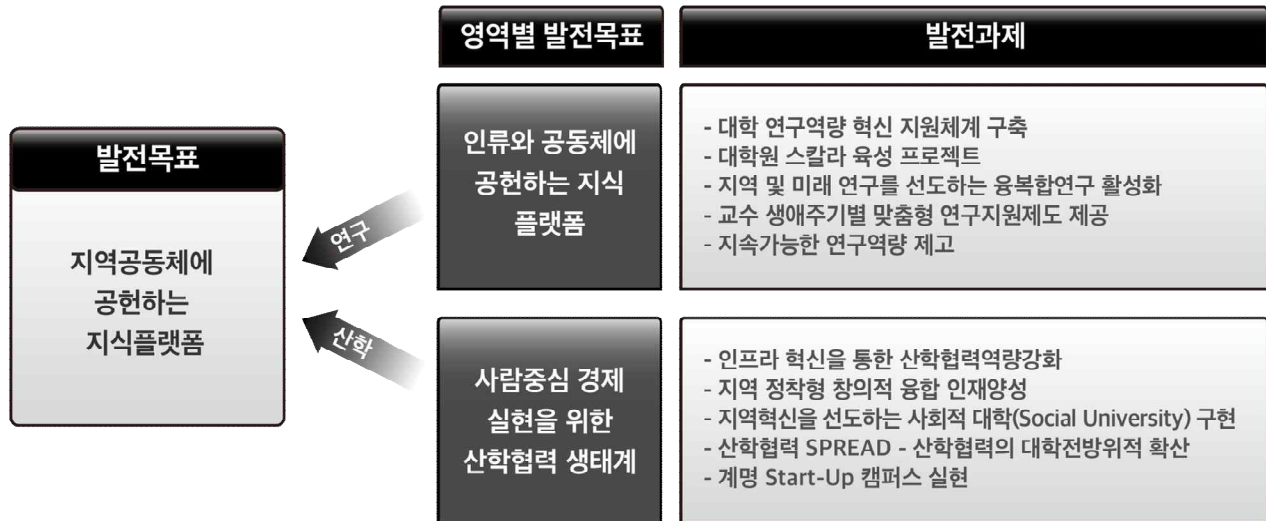 영역별 발전목표
발전과제
발전목표
지역공동체에
공헌하는
지식플랫폼
연구
인류와 공동체에
공헌하는 지식
플랫폼
- 대학 연구역량 혁신 지원체계 구축
- 대학원 스칼라 육성 프로젝트
- 지역 및 미래 연구를 선도하는 융복합연구 활성화
- 교수 생애주기별 맞춤형 연구지원제도 제공
- 지속가능한 연구역량 제고
산학
사람중심 경제
실현을 위한
산학협력 생태계
- 인프라 혁신을 통한 산학협력역량강화
- 지역 정착형 창의적 융합 인재양성
- 지역혁신을 선도하는 사회적 대학(Social University) 구현
- 산학협력 SPREAD - 산학협력의 대학전방위적 확산
- 계명 Start-Up 캠퍼스 실현